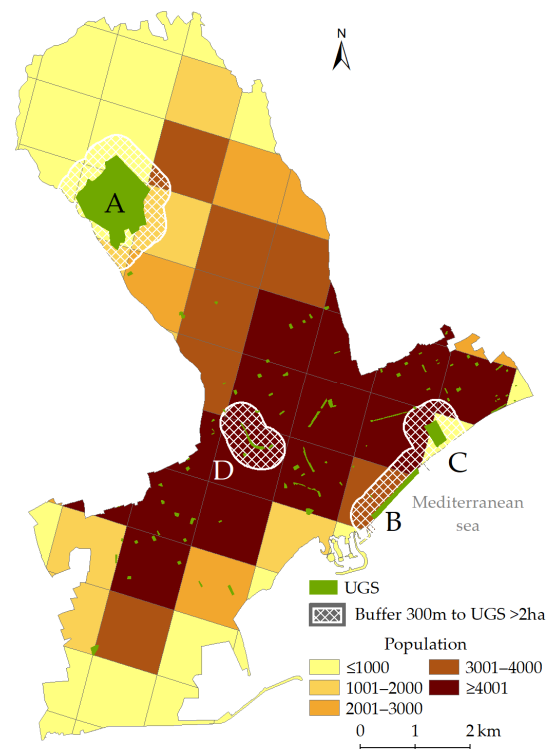 N
A
D
C
B
Mediterranean
sea
UGS
Buffer 300m to UGS >2ha
Population
≤1000
3001–4000
1001–2000
≥4001
2001–3000
0 1 2 km